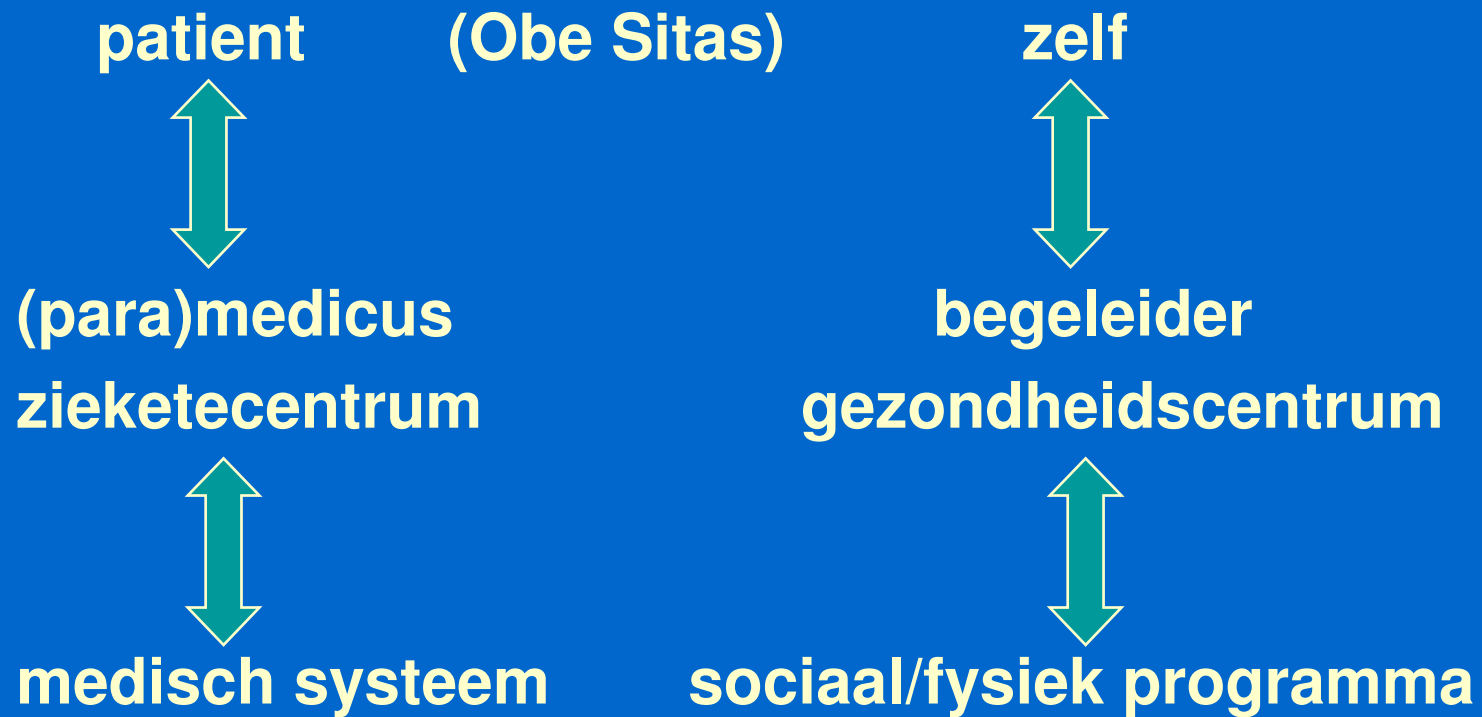 patient (Obe Sitas) zelf
(para)medicus begeleider
zieketecentrum gezondheidscentrum
medisch systeem sociaal/fysiek programma